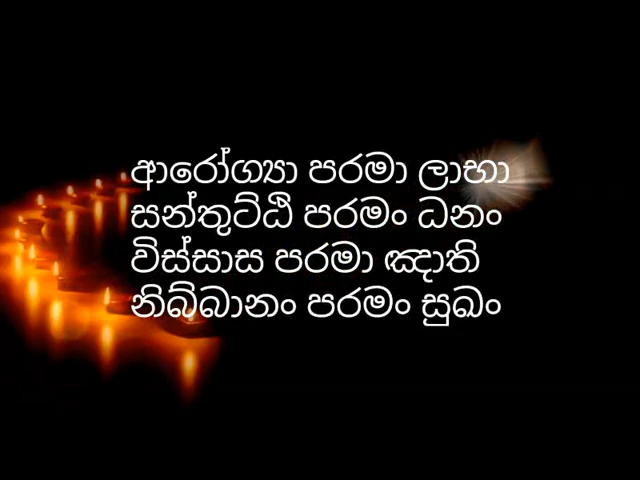 ආරෝග්‍යා පරමා ලාභා
සන්තුට්ඨි පරමං ධනං
විස්සාස පරමා ඤාති
නිබ්බානං පරමං සුඛං